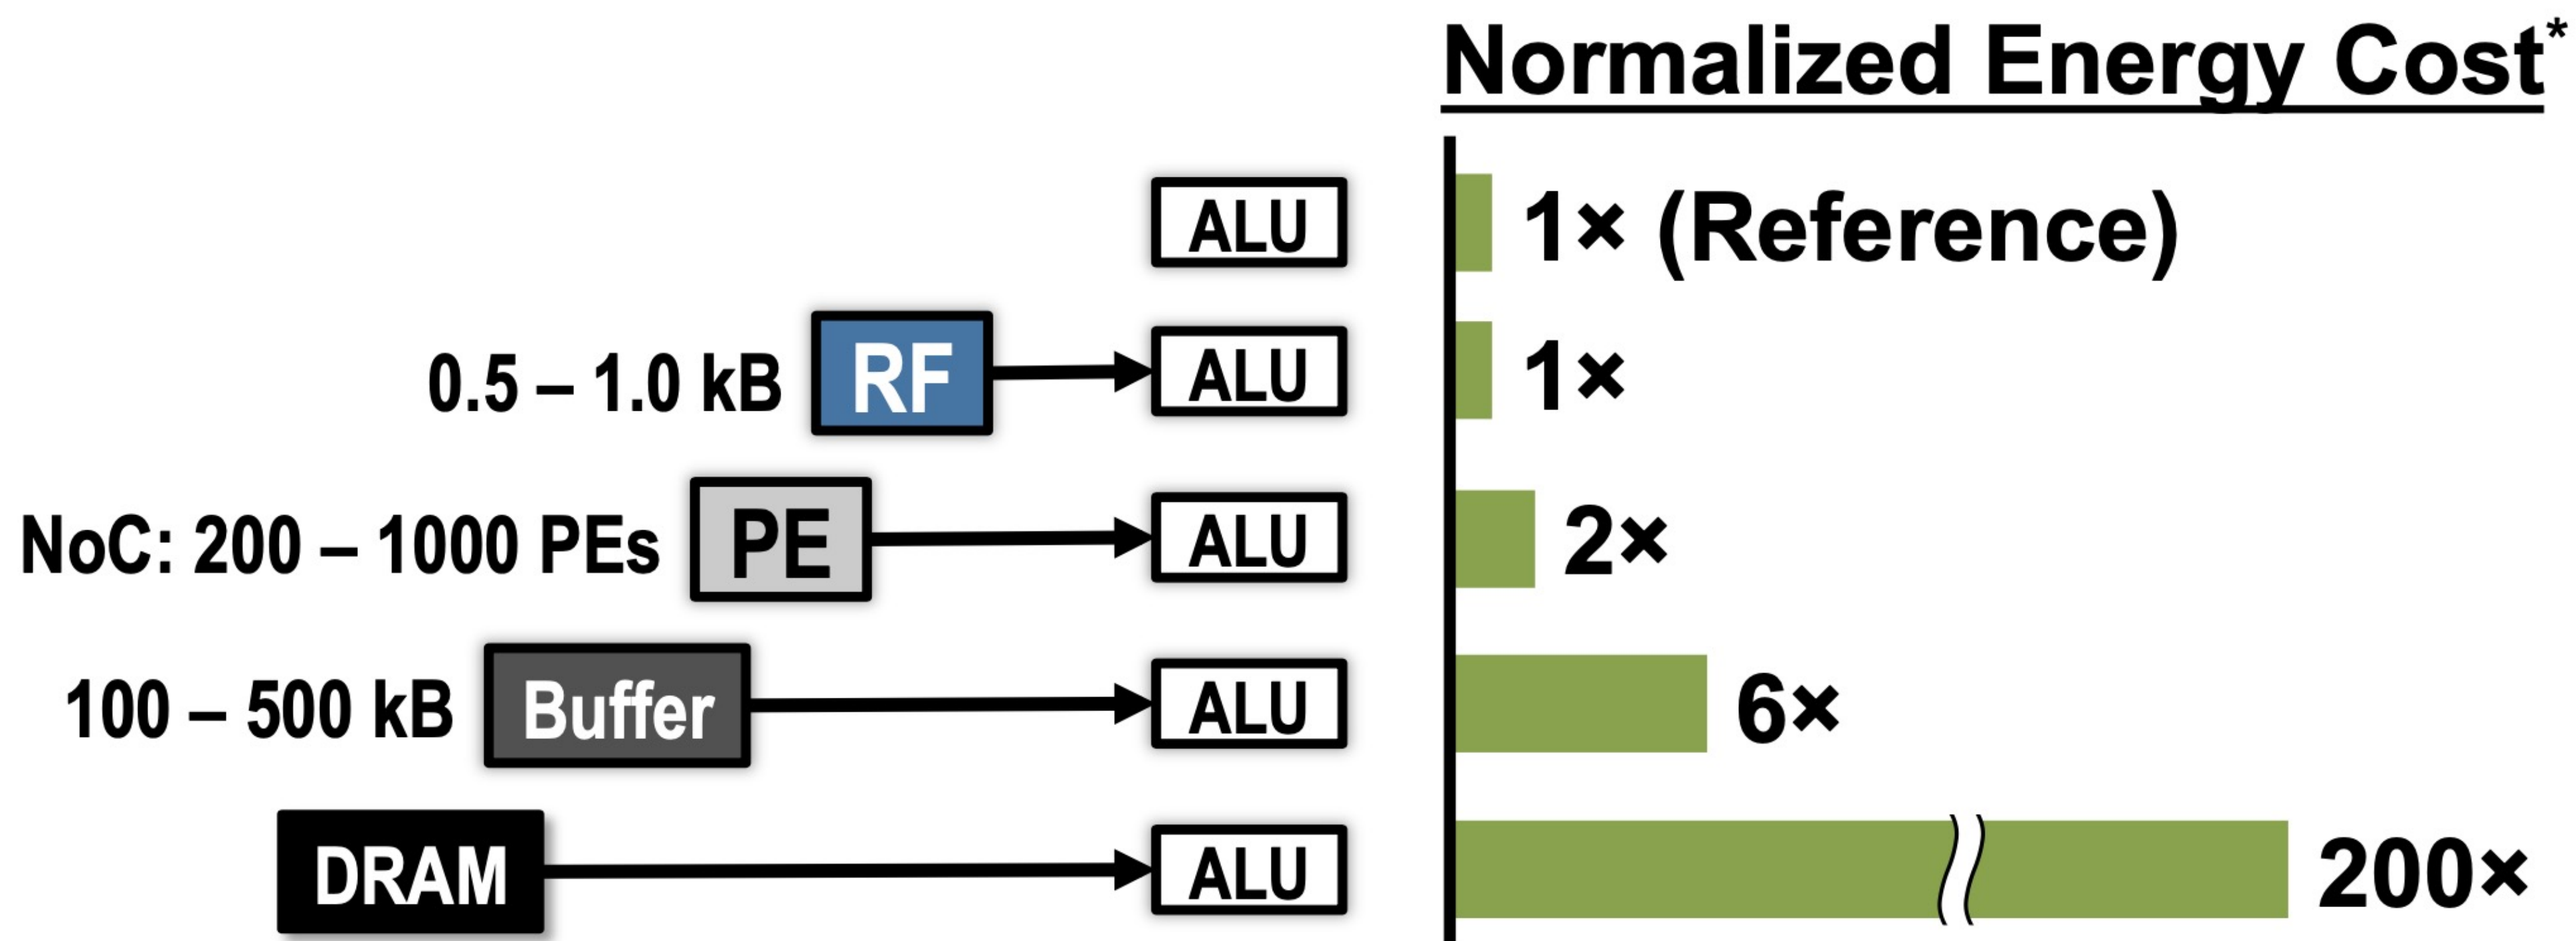 Normalized Energy Cost*
ALU 1× (Reference)
0.5 – 1.0 kB RF ALU 1×
NoC: 200 – 1000 PEs PE ALU 2×
100 – 500 kB Buffer ALU 6×
DRAM ALU 200×